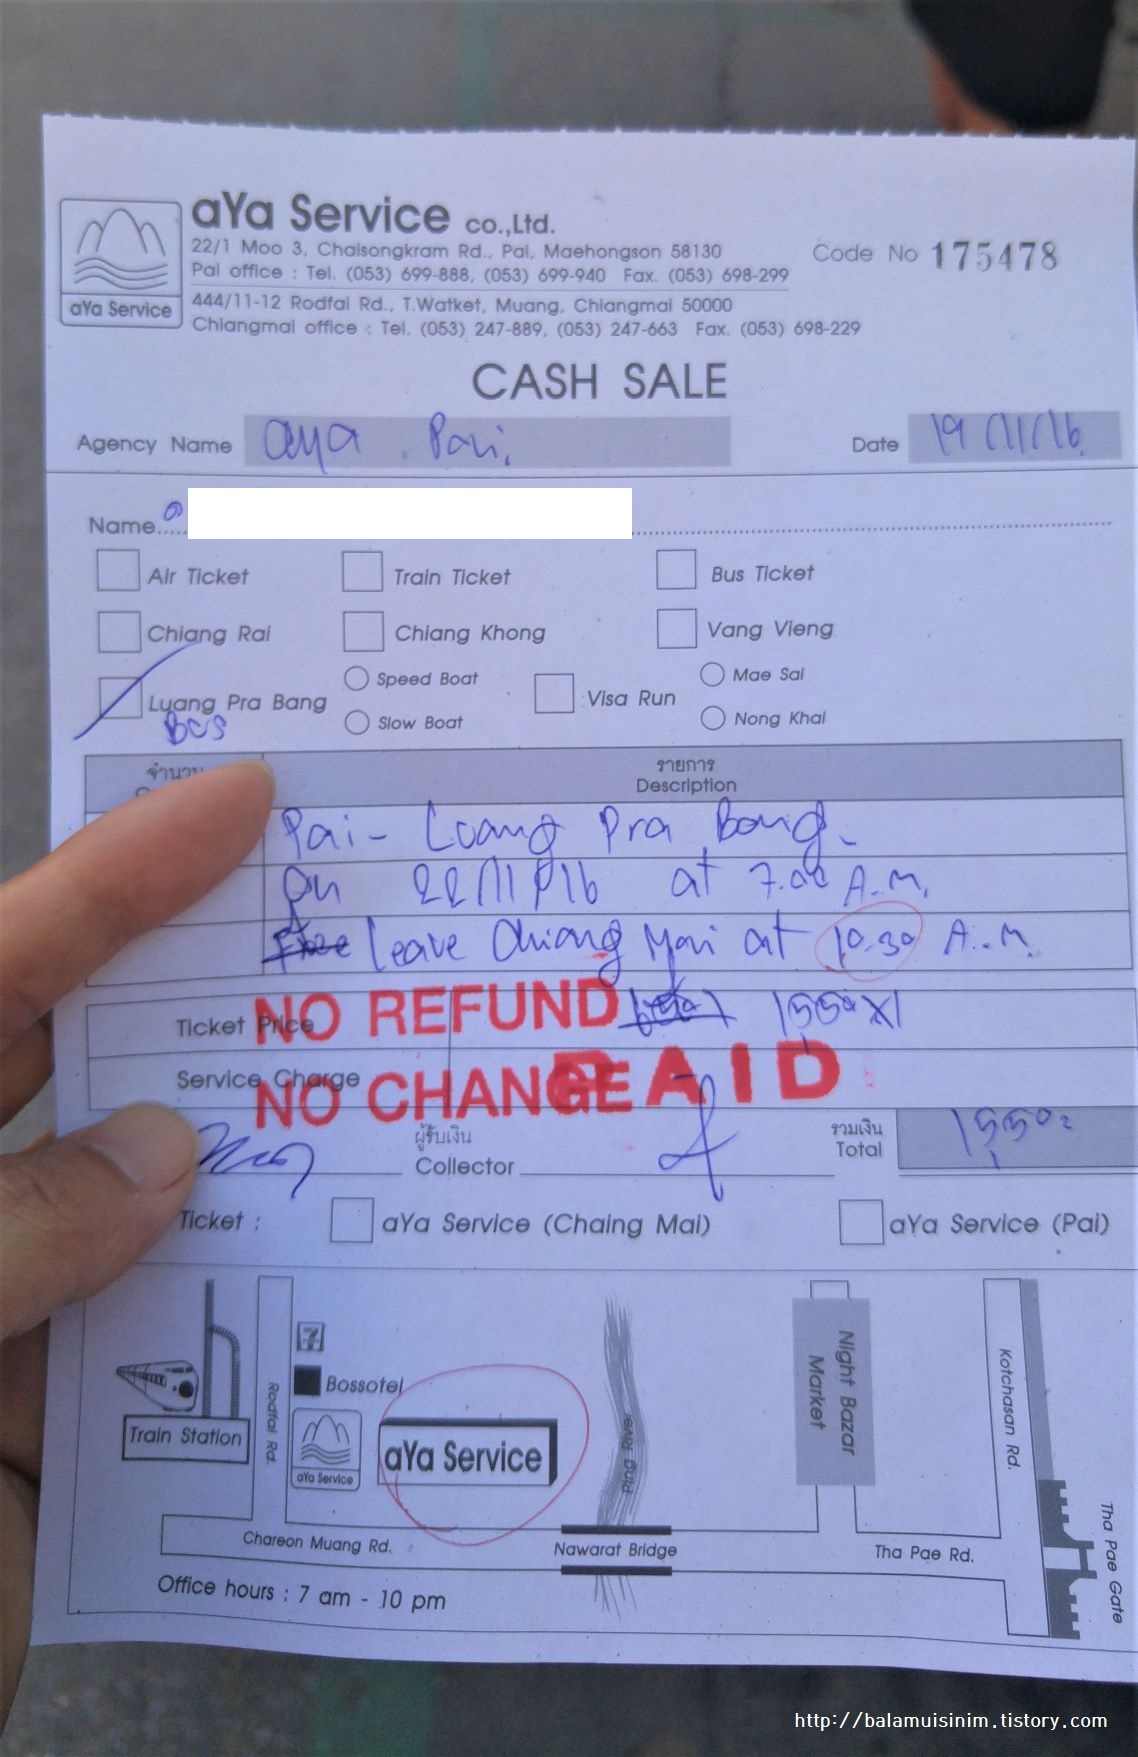 aYa Service co.,Ltd.
22/1 Moo 3, Chaisongkram Rd., Pai, Maehongson 58130
Pai office : Tel. (053) 699-888, (053) 699-940 Fax. (053) 698-299
444/11-12 Rodfai Rd., T.Watket, Muang, Chiangmai 50000
Chiangmai office : Tel. (053) 247-889, (053) 247-663 Fax. (053) 698-229
Code No 175478
aYa Service
CASH SALE
Agency Name aya Pai. Date 19/11/16
Name
Air Ticket Train Ticket Bus Ticket
Chiang Rai Chiang Khong Vang Vieng
Luang Pra Bang Speed Boat Visa Run Mae Sai
Bus Slow Boat Nong Khai
จำนวน รายการ
Description
Pai - Luang Pra Bang.
on 22/11/16 at 7.00 A.M.
leave Chiang Mai at 10.30 A.M.
Ticket Price 1550x1
NO REFUND
Service Charge
NO CHANGE PAID
ผู้รับเงิน รวมเงิน
Collector Total 1,550
Ticket : aYa Service (Chaing Mai) aYa Service (Pai)
7
Bossotel
Train Station
Rodfai Rd.
aYa Service
aYa Service
Ping River
Night Bazar Market
Kotchasan Rd.
Tha Pae Gate
Chareon Muang Rd. Nawarat Bridge Tha Pae Rd.
Office hours : 7 am - 10 pm
http://balamuisinim.tistory.com